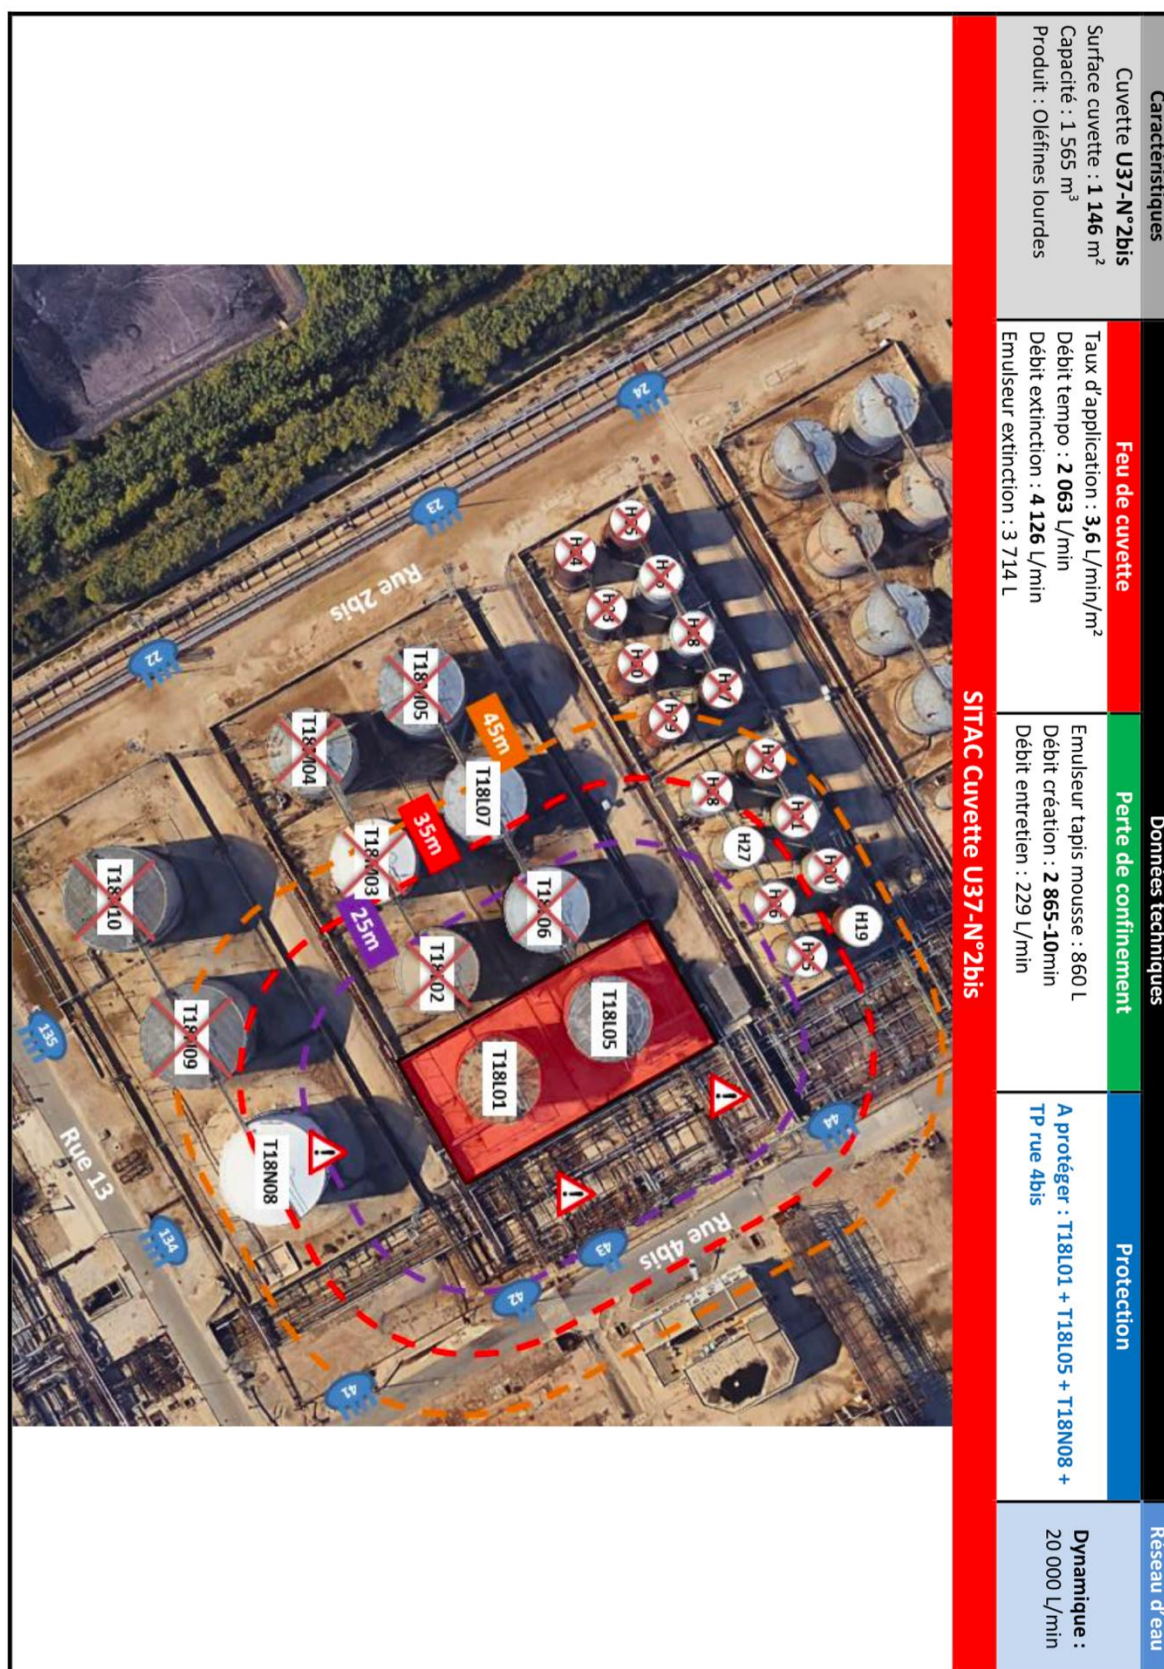 Caractéristiques
Données techniques
Réseau d'eau
Cuvette U37-N°2bis
Surface cuvette : 1 146 m²
Capacité : 1 565 m³
Produit : Oléfines lourdes
Feu de cuvette
Taux d'application : 3,6 L/min/m²
Débit tempo : 2 063 L/min
Débit extinction : 4 126 L/min
Emulseur extinction : 3 714 L
Perte de confinement
Emulseur tapis mousse : 860 L
Débit création : 2 865-10min
Débit entretien : 229 L/min
Protection
A protéger : T18L01 + T18L05 + T18N08 +
TP rue 4bis
Dynamique :
20 000 L/min
SITAC Cuvette U37-N°2bis
24
23
22
Rue 2bis
H27
H19
T18L07
T18L05
T18L01
T18N08
45m
35m
25m
44
43
42
41
Rue 4bis
135
134
Rue 13